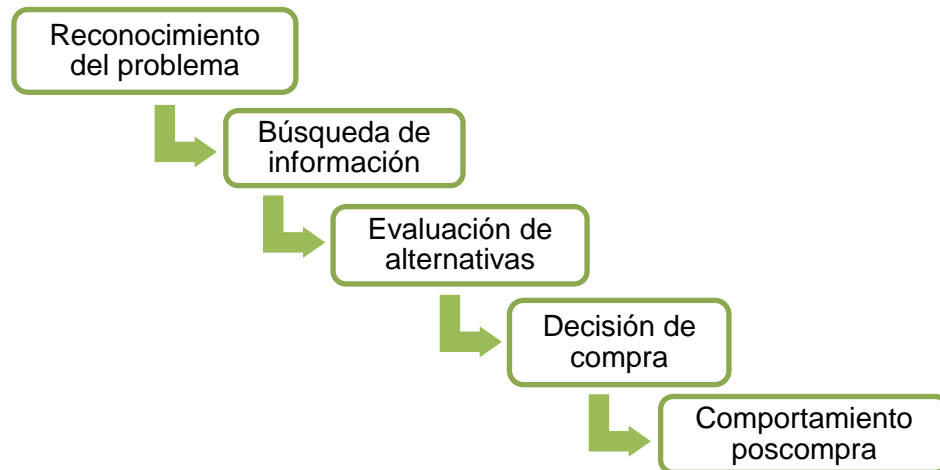 Reconocimiento
del problema
Búsqueda de
información
Evaluación de
alternativas
Decisión de
compra
Comportamiento
poscompra